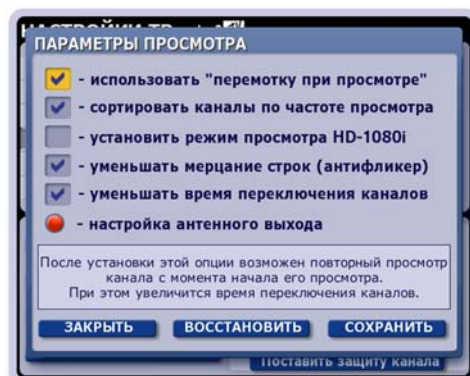 НАСТРОЙКИ ТВ
ПАРАМЕТРЫ ПРОСМОТРА
- использовать "перемотку при просмотре"
- сортировать каналы по частоте просмотра
- установить режим просмотра HD-1080i
- уменьшать мерцание строк (антифликер)
- уменьшать время переключения каналов
- настройка антенного выхода
После установки этой опции возможен повторный просмотр
канала с момента начала его просмотра.
При этом увеличится время переключения каналов.
ЗАКРЫТЬ ВОССТАНОВИТЬ СОХРАНИТЬ
Поставить защиту канала